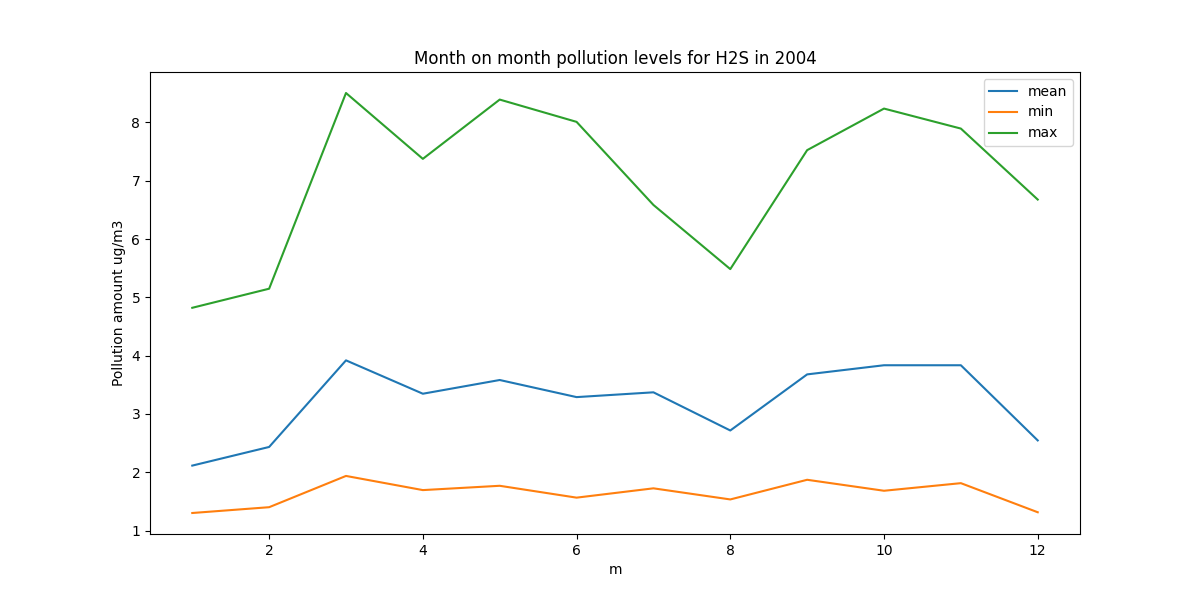 Month on month pollution levels for H2S in 2004
mean
min
max
8
7
6
5
4
3
2
1
Pollution amount ug/m3
2
4
6
8
10
12
m